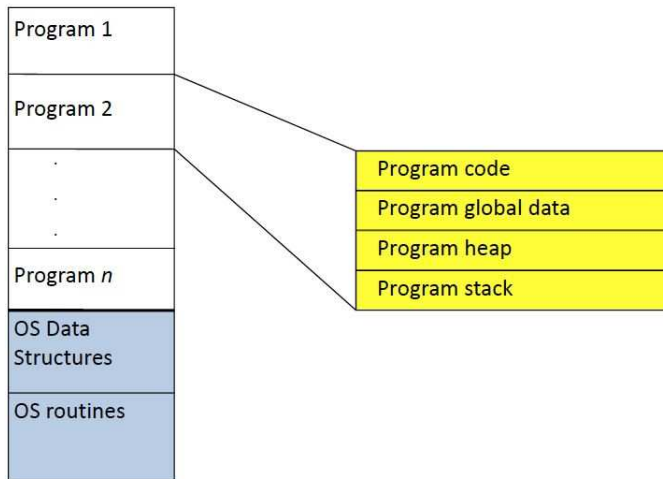 Program 1
Program 2
.
.
.
Program n
OS Data
Structures
OS routines
Program code
Program global data
Program heap
Program stack